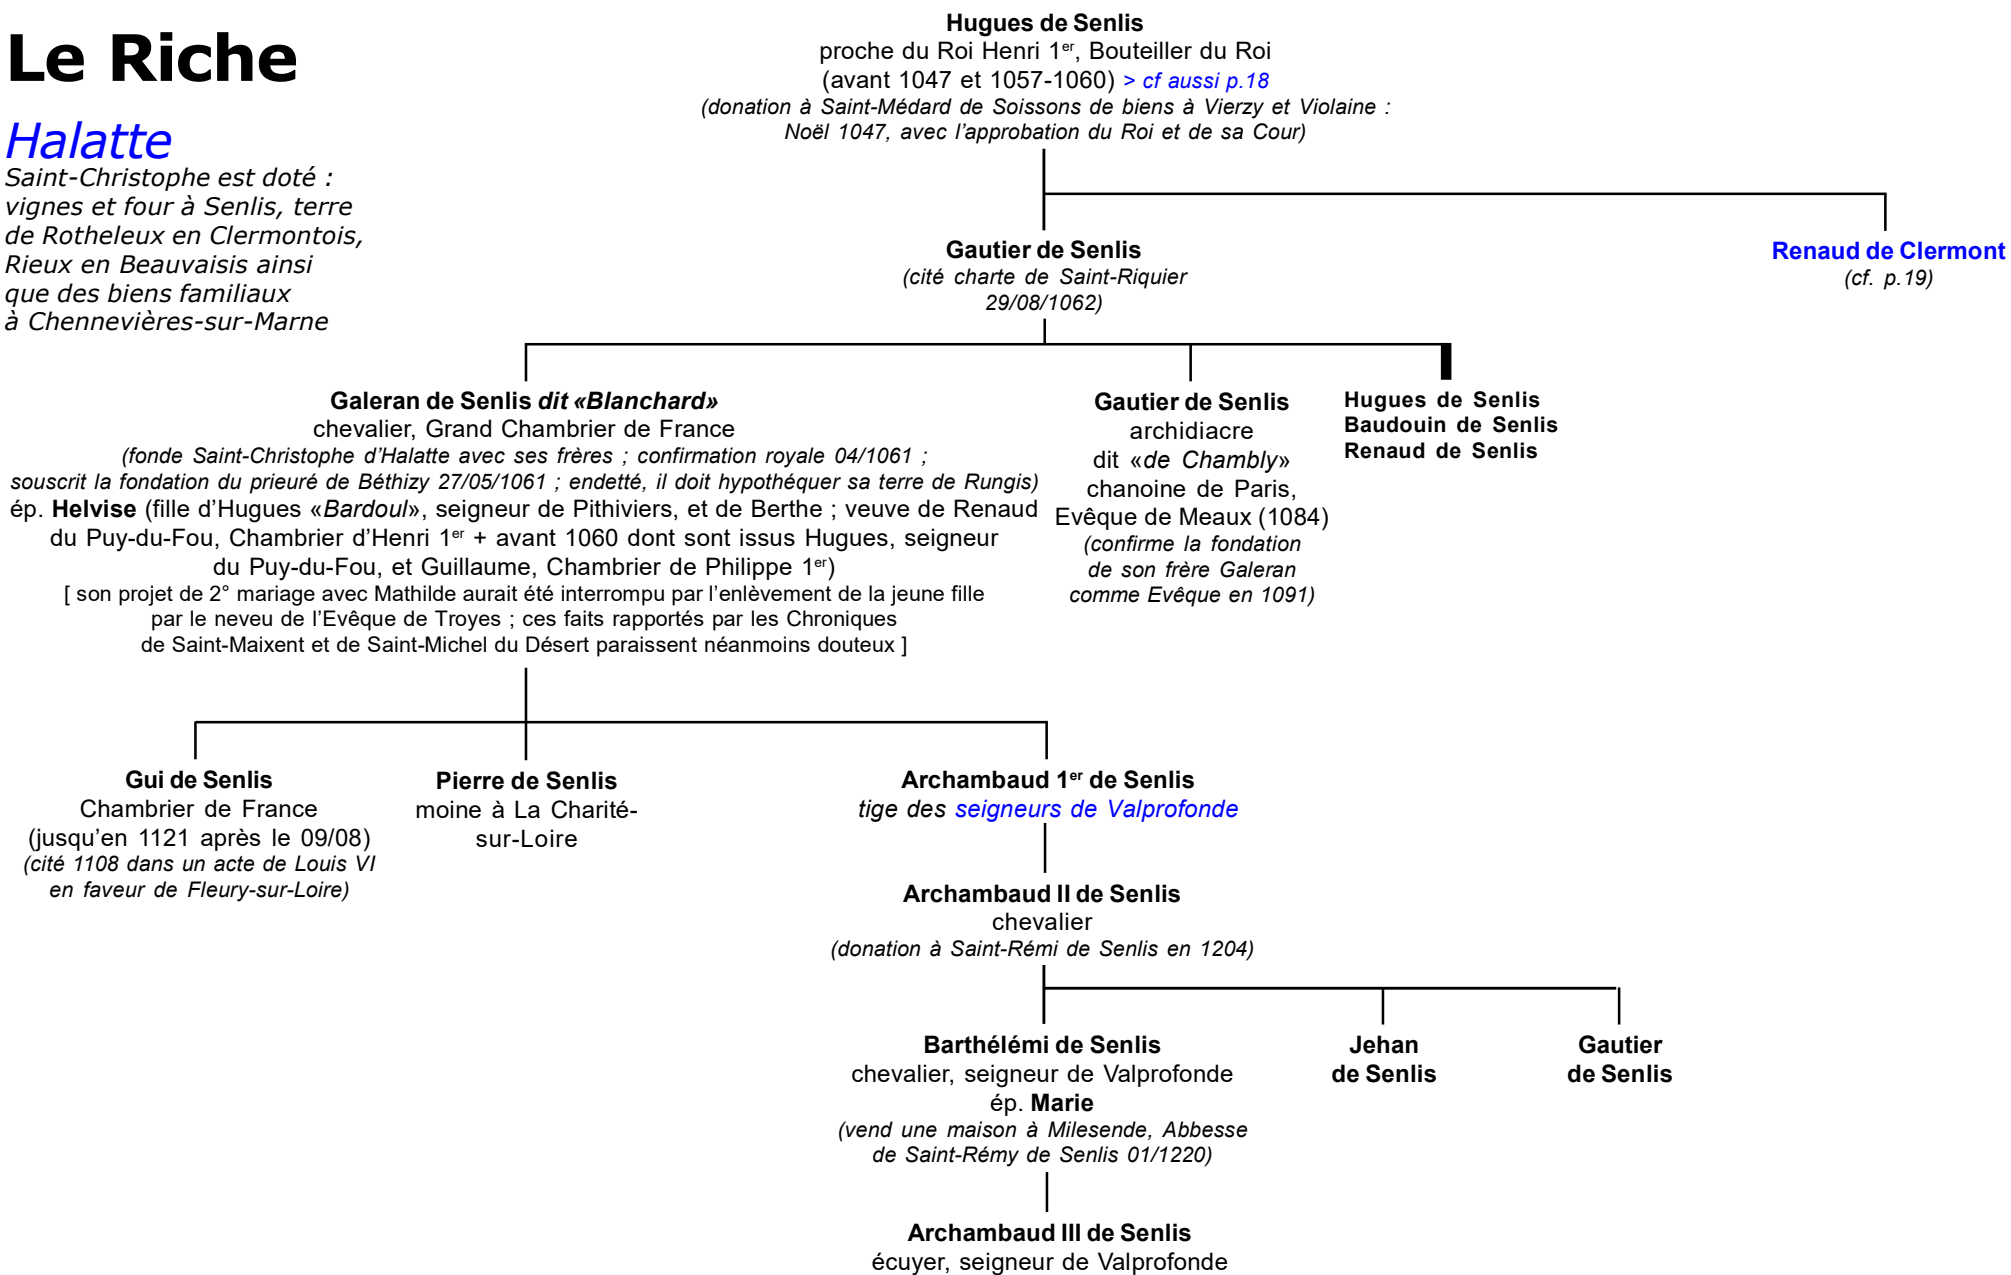 Le Riche
Halatte
Saint-Christophe est doté :
vignes et four à Senlis, terre
de Rotheleux en Clermontois,
Rieux en Beauvaisis ainsi
que des biens familiaux
à Chennevières-sur-Marne
Hugues de Senlis
proche du Roi Henri 1er, Bouteiller du Roi
(avant 1047 et 1057-1060) > cf aussi p.18
(donation à Saint-Médard de Soissons de biens à Vierzy et Violaine :
Noël 1047, avec l'approbation du Roi et de sa Cour)
Gautier de Senlis
(cité charte de Saint-Riquier
29/08/1062)
Renaud de Clermont
(cf. p.19)
Galeran de Senlis dit «Blanchard»
chevalier, Grand Chambrier de France
(fonde Saint-Christophe d'Halatte avec ses frères ; confirmation royale 04/1061 ;
souscrit la fondation du prieuré de Béthizy 27/05/1061 ; endetté, il doit hypothéquer sa terre de Rungis)
ép. Helvise (fille d'Hugues «Bardoul», seigneur de Pithiviers, et de Berthe ; veuve de Renaud
du Puy-du-Fou, Chambrier d'Henri 1er + avant 1060 dont sont issus Hugues, seigneur
du Puy-du-Fou, et Guillaume, Chambrier de Philippe 1er)
[ son projet de 2° mariage avec Mathilde aurait été interrompu par l'enlèvement de la jeune fille
par le neveu de l'Evêque de Troyes ; ces faits rapportés par les Chroniques
de Saint-Maixent et de Saint-Michel du Désert paraissent néanmoins douteux ]
Gautier de Senlis
archidiacre
dit «de Chambly»
chanoine de Paris,
Evêque de Meaux (1084)
(confirme la fondation
de son frère Galeran
comme Evêque en 1091)
Hugues de Senlis
Baudouin de Senlis
Renaud de Senlis
Gui de Senlis
Chambrier de France
(jusqu'en 1121 après le 09/08)
(cité 1108 dans un acte de Louis VI
en faveur de Fleury-sur-Loire)
Pierre de Senlis
moine à La Charité-
sur-Loire
Archambaud 1er de Senlis
tige des seigneurs de Valprofonde
Archambaud II de Senlis
chevalier
(donation à Saint-Rémi de Senlis en 1204)
Barthélémi de Senlis
chevalier, seigneur de Valprofonde
ép. Marie
(vend une maison à Milesende, Abbesse
de Saint-Rémy de Senlis 01/1220)
Jehan
de Senlis
Gautier
de Senlis
Archambaud III de Senlis
écuyer, seigneur de Valprofonde